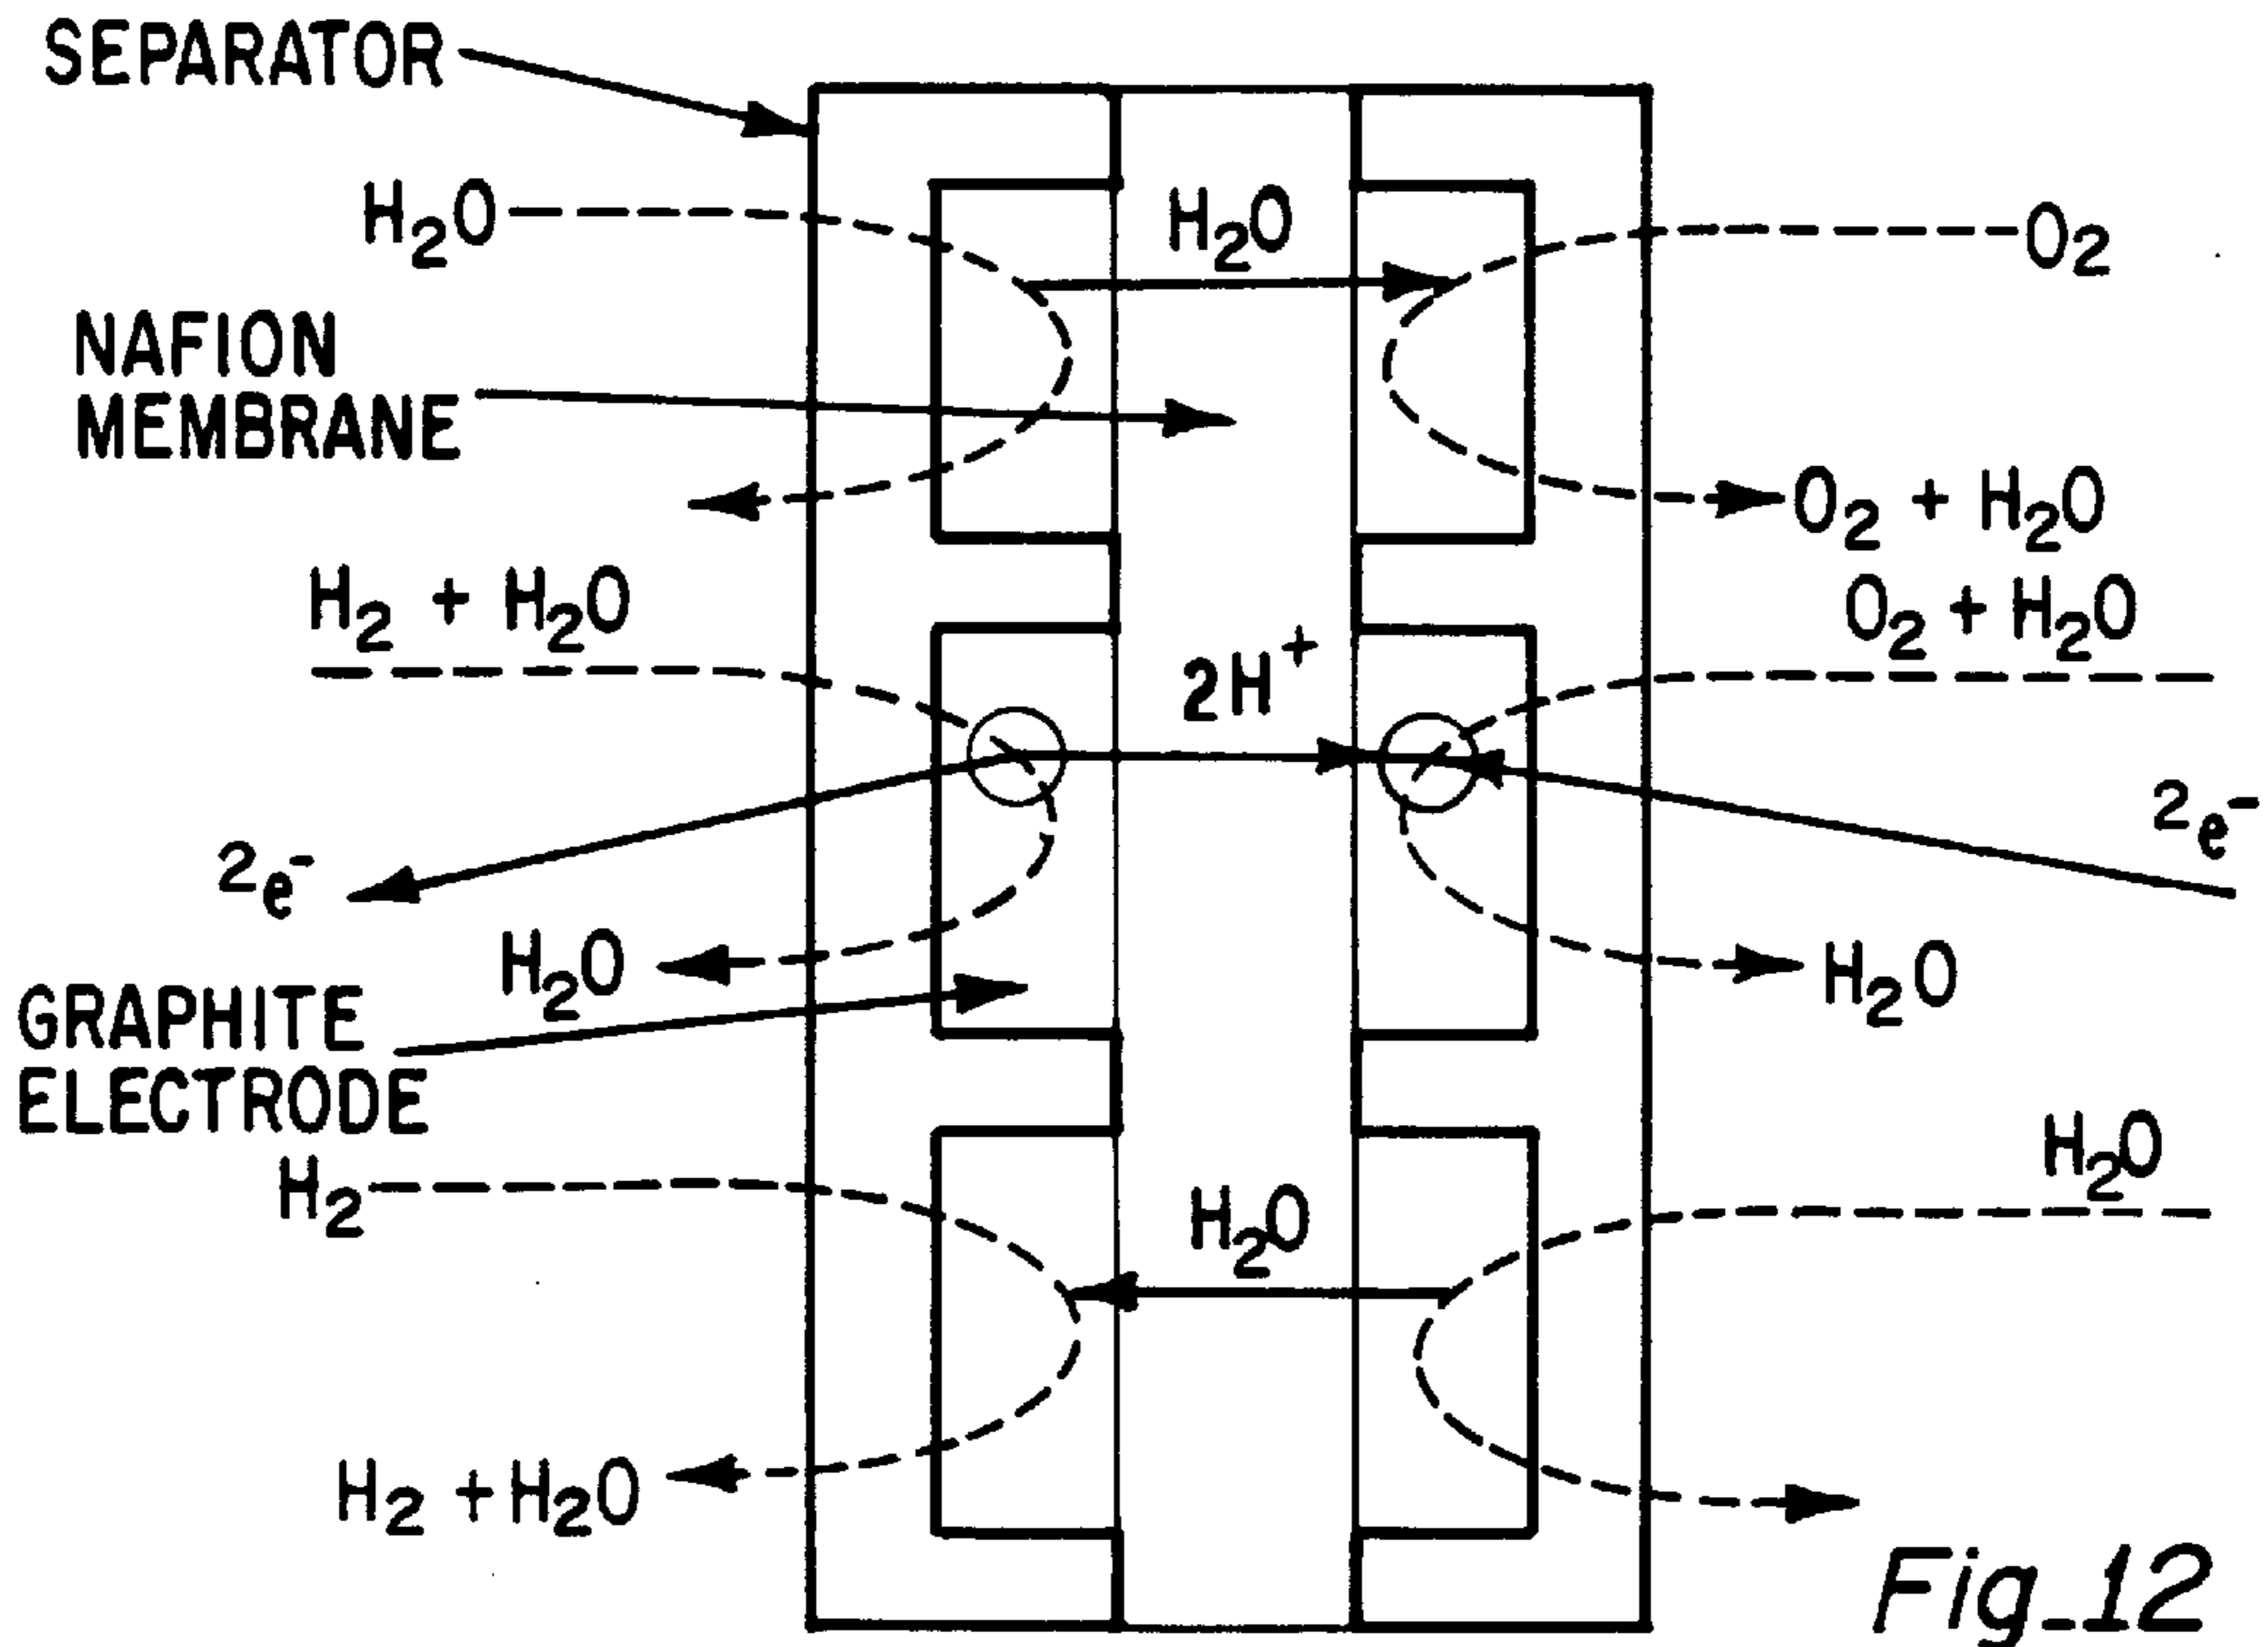 SEPARATOR
H₂O
H₂O
O₂
NAFION
MEMBRANE
O₂ + H₂O
H₂ + H₂O
O₂ + H₂O
2H⁺
2e⁻
2e⁻
H₂O
H₂O
GRAPHITE
ELECTRODE
H₂
H₂O
H₂O
H₂ + H₂O
Fig_12